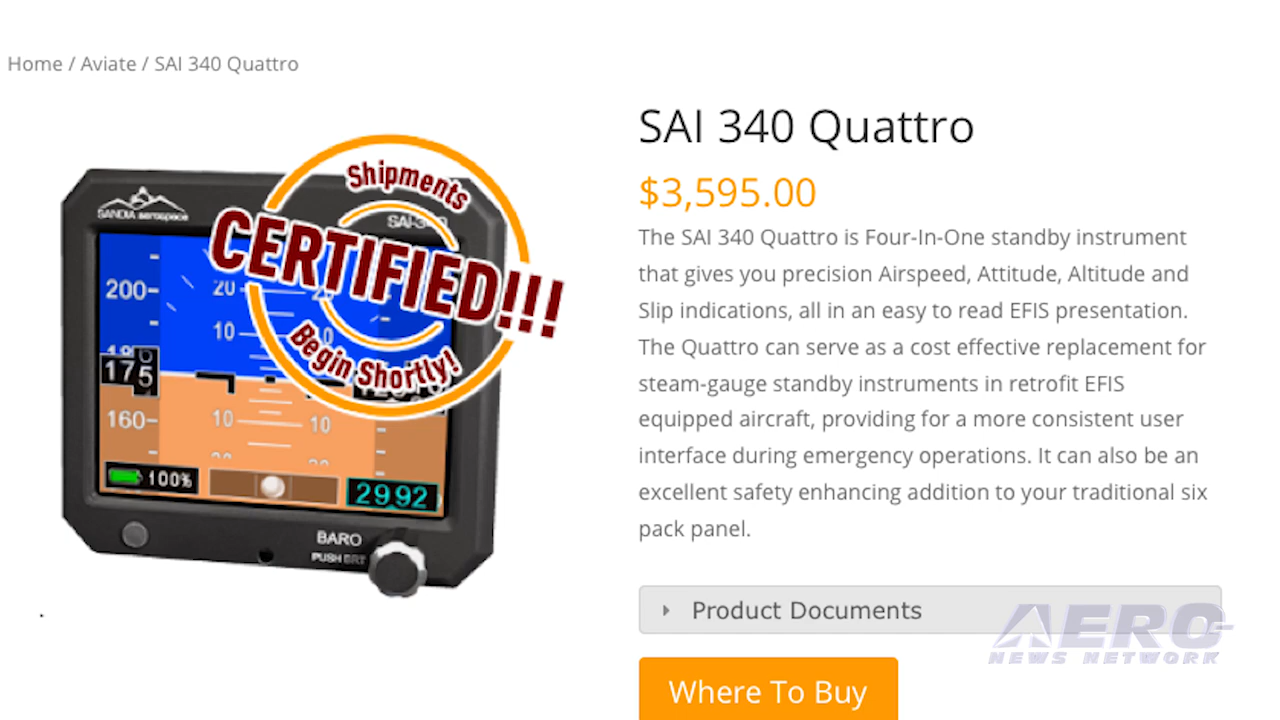 Home / Aviate / SAI 340 Quattro
SAI 340 Quattro
$3,595.00
The SAI 340 Quattro is Four-In-One standby instrument
that gives you precision Airspeed, Attitude, Altitude and
Slip indications, all in an easy to read EFIS presentation.
The Quattro can serve as a cost effective replacement for
steam-gauge standby instruments in retrofit EFIS
equipped aircraft, providing for a more consistent user
interface during emergency operations. It can also be an
excellent safety enhancing addition to your traditional six
pack panel.
Product Documents
Where To Buy
SANDIA aerospace
Shipments
CERTIFIED!!!
Begin Shortly!
200
20
10
175
160
10
10
100%
2992
BARO
PUSH BRT
AERO
NEWS NETWORK